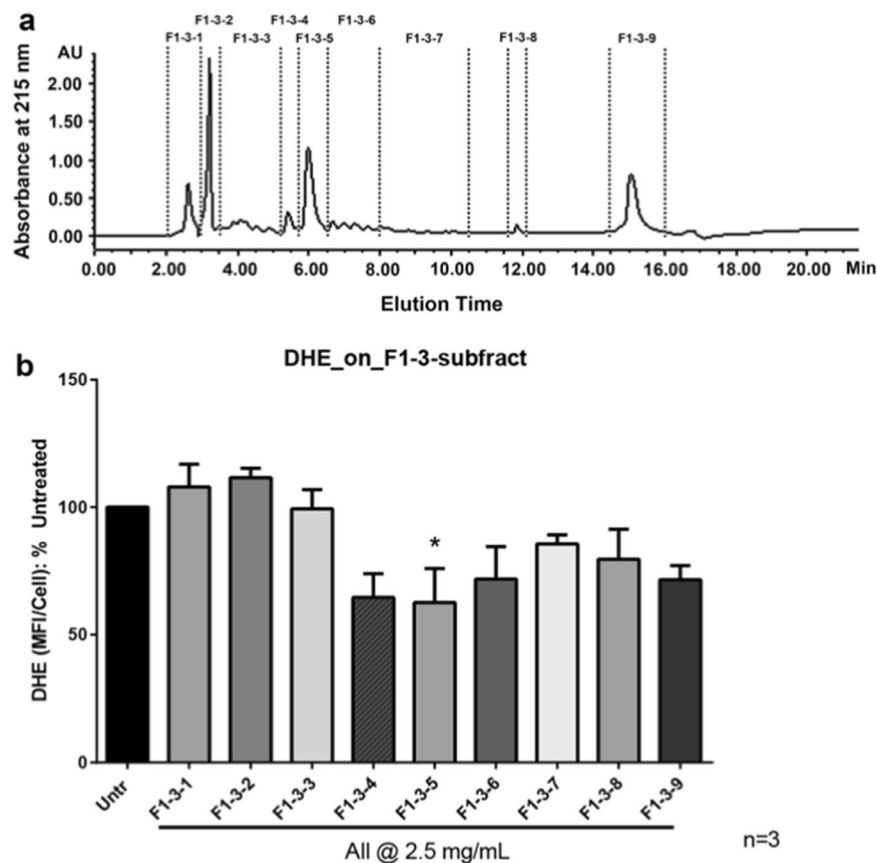 a
F1-3-2 F1-3-4 F1-3-6
F1-3-1 F1-3-3 F1-3-5 F1-3-7 F1-3-8 F1-3-9
AU
2.00
1.50
1.00
0.50
0.00
Absorbance at 215 nm
0.00 2.00 4.00 6.00 8.00 10.00 12.00 14.00 16.00 18.00 20.00 Min
Elution Time
b
DHE_on_F1-3-subfract
150
100
50
0
DHE (MFI/Cell): % Untreated
*
Untr F1-3-1 F1-3-2 F1-3-3 F1-3-4 F1-3-5 F1-3-6 F1-3-7 F1-3-8 F1-3-9
All @ 2.5 mg/mL
n=3